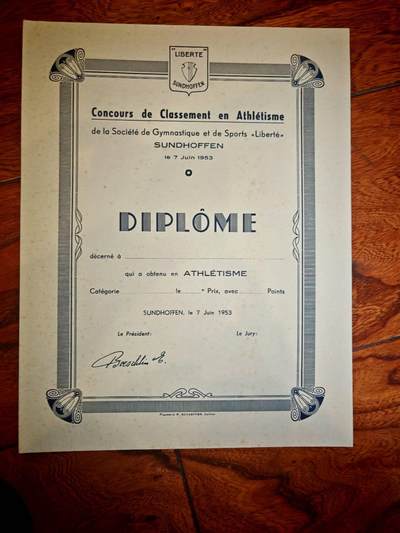 "LIBERTÉ"
SUNDHOFFEN
Concours de Classement en Athlétisme
de la Société de Gymnastique et de Sports «Liberté»
SUNDHOFFEN
le 7 Juin 1953
DIPLÔME
décerné à
qui a obtenu en ATHLÉTISME
Catégorie le e Prix, avec Points
SUNDHOFFEN, le 7 Juin 1953
Le Président: Le Jury: